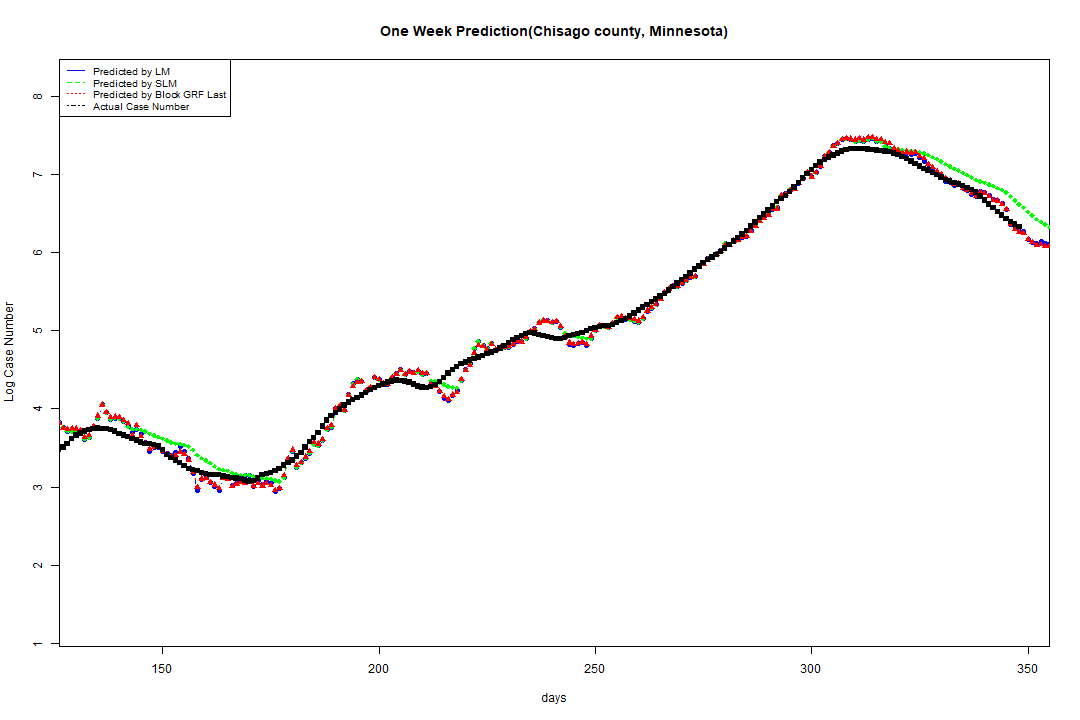 One Week Prediction(Chisago county, Minnesota)
Predicted by LM
Predicted by SLM
Predicted by Block GRF Last
Actual Case Number
8
7
6
5
4
3
2
1
Log Case Number
150 200 250 300 350
days